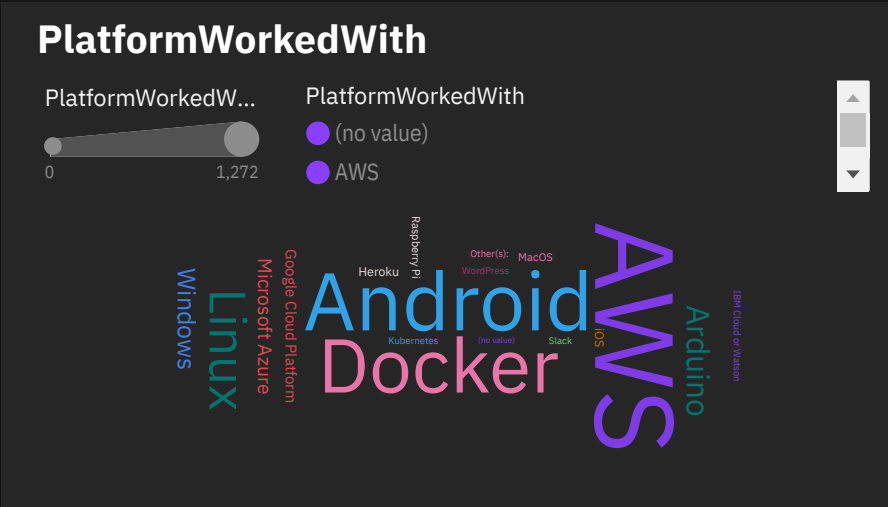 PlatformWorkedWith
PlatformWorkedW...
0
1,272
PlatformWorkedWith
(no value)
AWS
Windows
Linux
Microsoft Azure
Google Cloud Platform
Heroku
Raspberry Pi
Other(s):
WordPress
MacOS
Android
Kubernetes
(no value)
Slack
Docker
AWS
iOS
Arduino
IBM Cloud or Watson